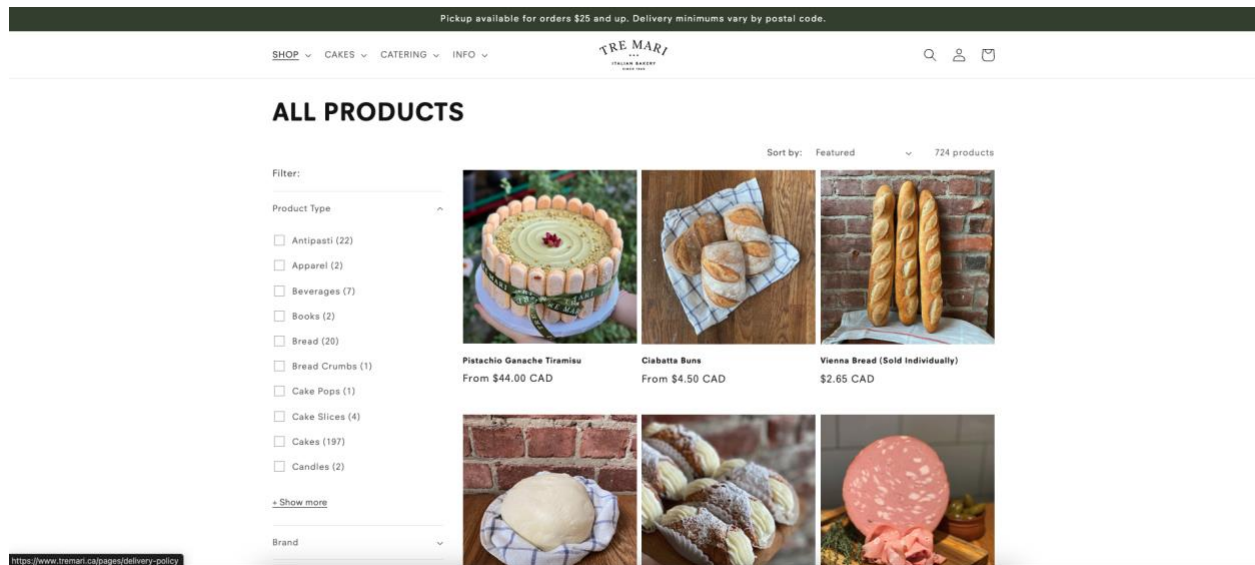 Pickup available for orders $25 and up. Delivery minimums vary by postal code.
SHOP CAKES CATERING INFO
TRE MARI
ITALIAN BAKERY
SINCE 1960
ALL PRODUCTS
Sort by: Featured 724 products
Filter:
Product Type
Antipasti (22)
Apparel (2)
Beverages (7)
Books (2)
Bread (20)
Bread Crumbs (1)
Cake Pops (1)
Cake Slices (4)
Cakes (197)
Candles (2)
+ Show more
Brand
Pistachio Ganache Tiramisu
From $44.00 CAD
Ciabatta Buns
From $4.50 CAD
Vienna Bread (Sold Individually)
$2.65 CAD
https://www.tremari.ca/pages/delivery-policy